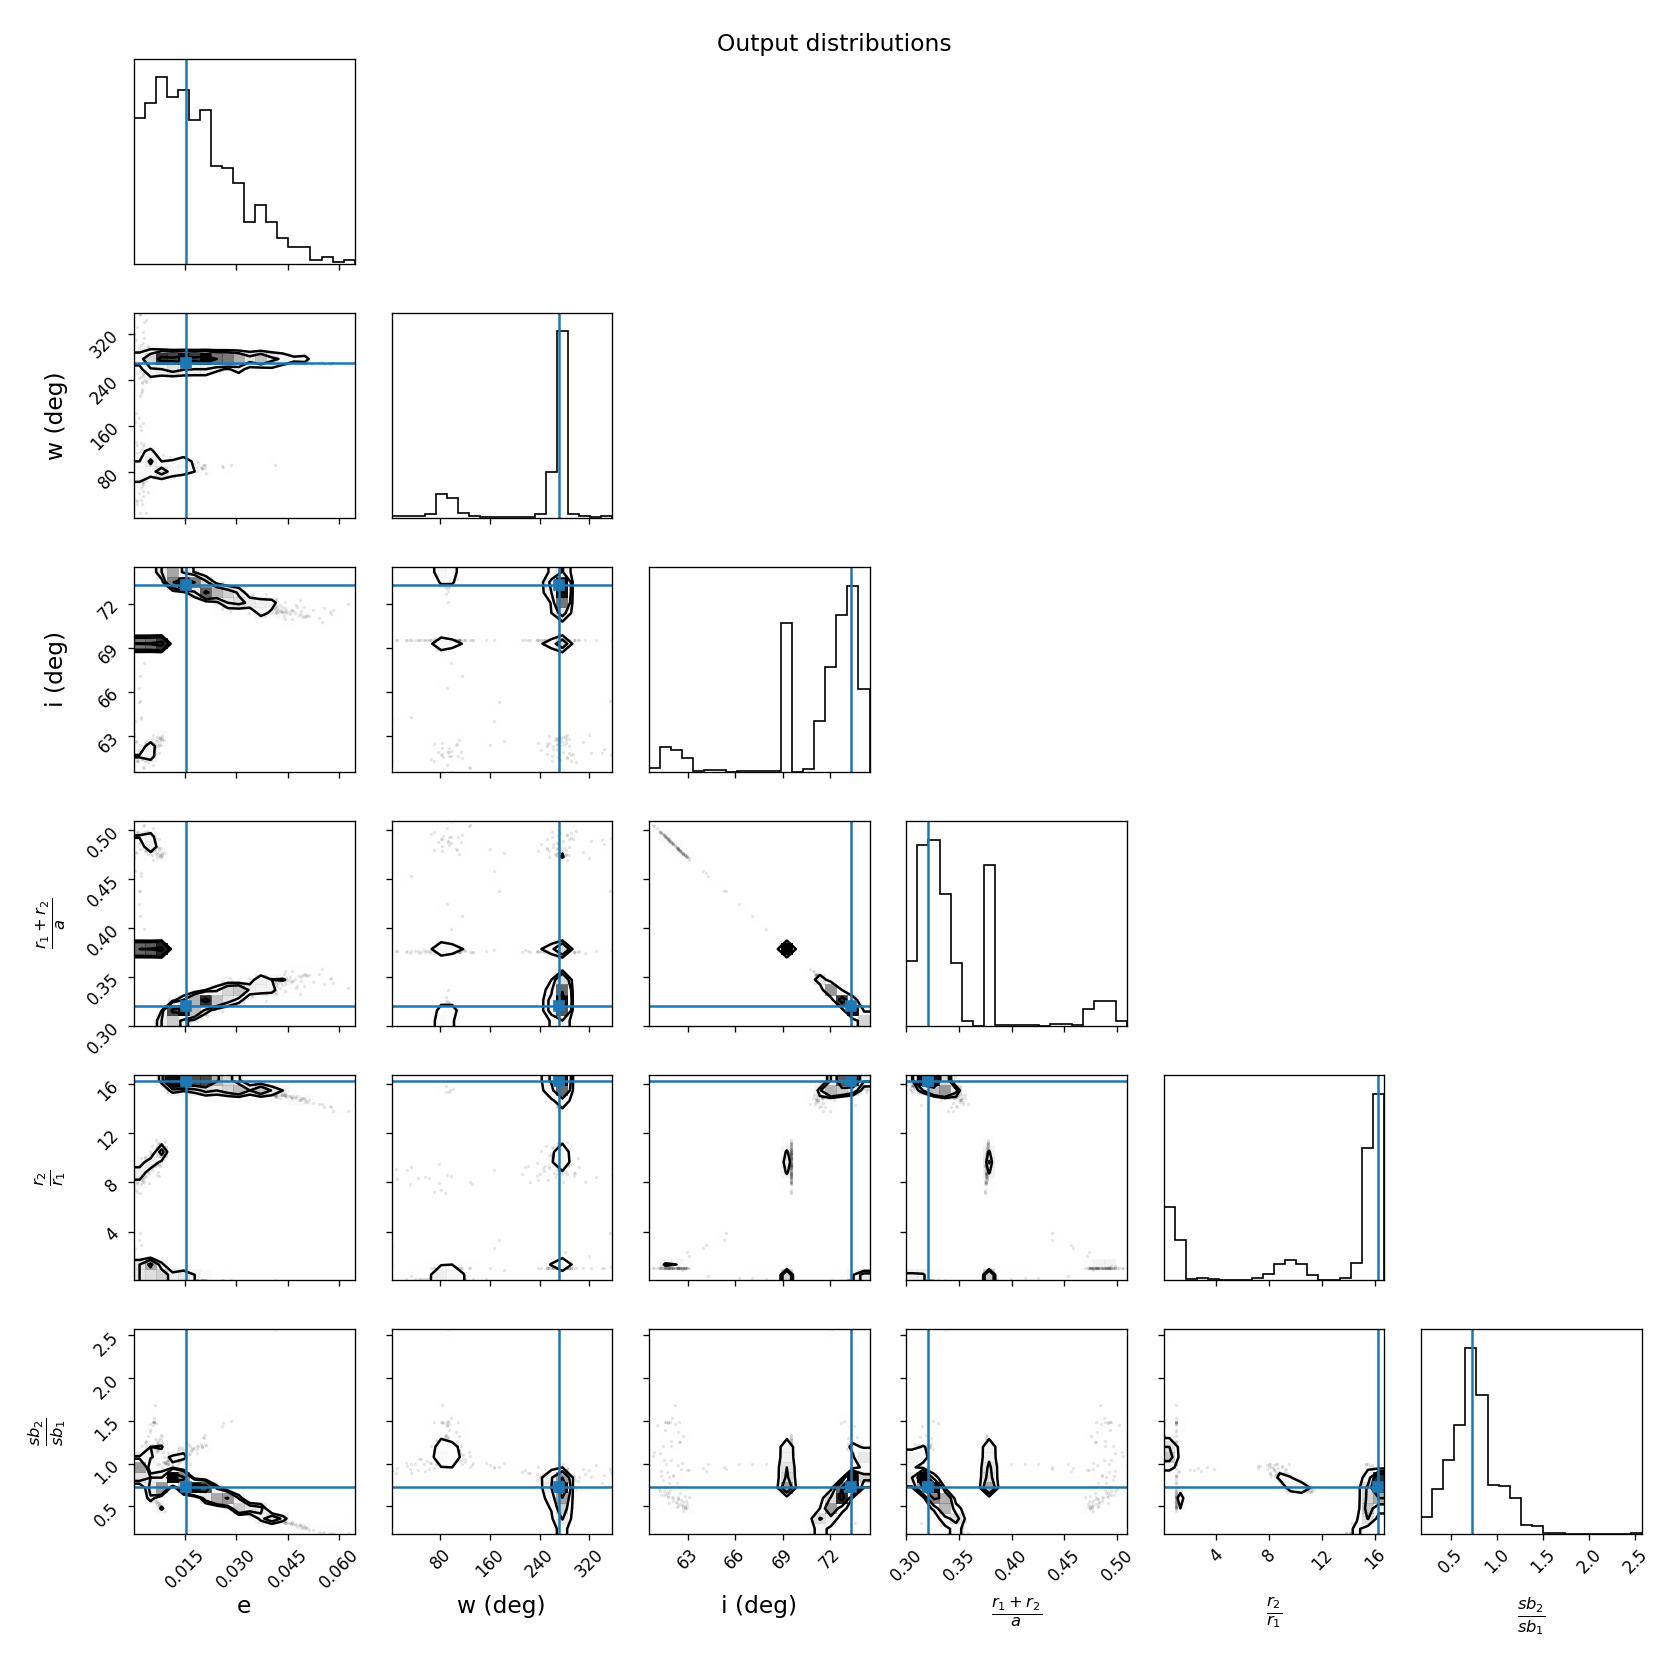 Output distributions
w (deg)
320
240
160
80
i (deg)
72
69
66
63
r₁ + r₂
a
0.50
0.45
0.40
0.35
0.30
r₂
r₁
16
12
8
4
sb₂
sb₁
2.5
2.0
1.5
1.0
0.5
0.015 0.030 0.045 0.060 80 160 240 320 63 66 69 72 0.30 0.35 0.40 0.45 0.50 4 8 12 16 0.5 1.0 1.5 2.0 2.5
e w (deg) i (deg) r₁ + r₂ r₂ sb₂
a r₁ sb₁